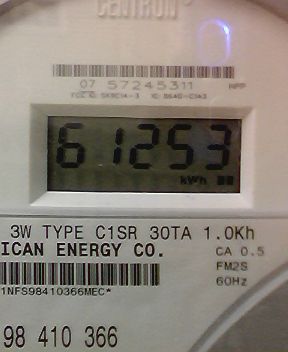 CENTRON
07 57245311
61253
kWh
3W TYPE C1SR 30TA 1.0Kh
ICAN ENERGY CO.
CA 0.5
FM2S
60Hz
1NFS98410366MEC*
98 410 366